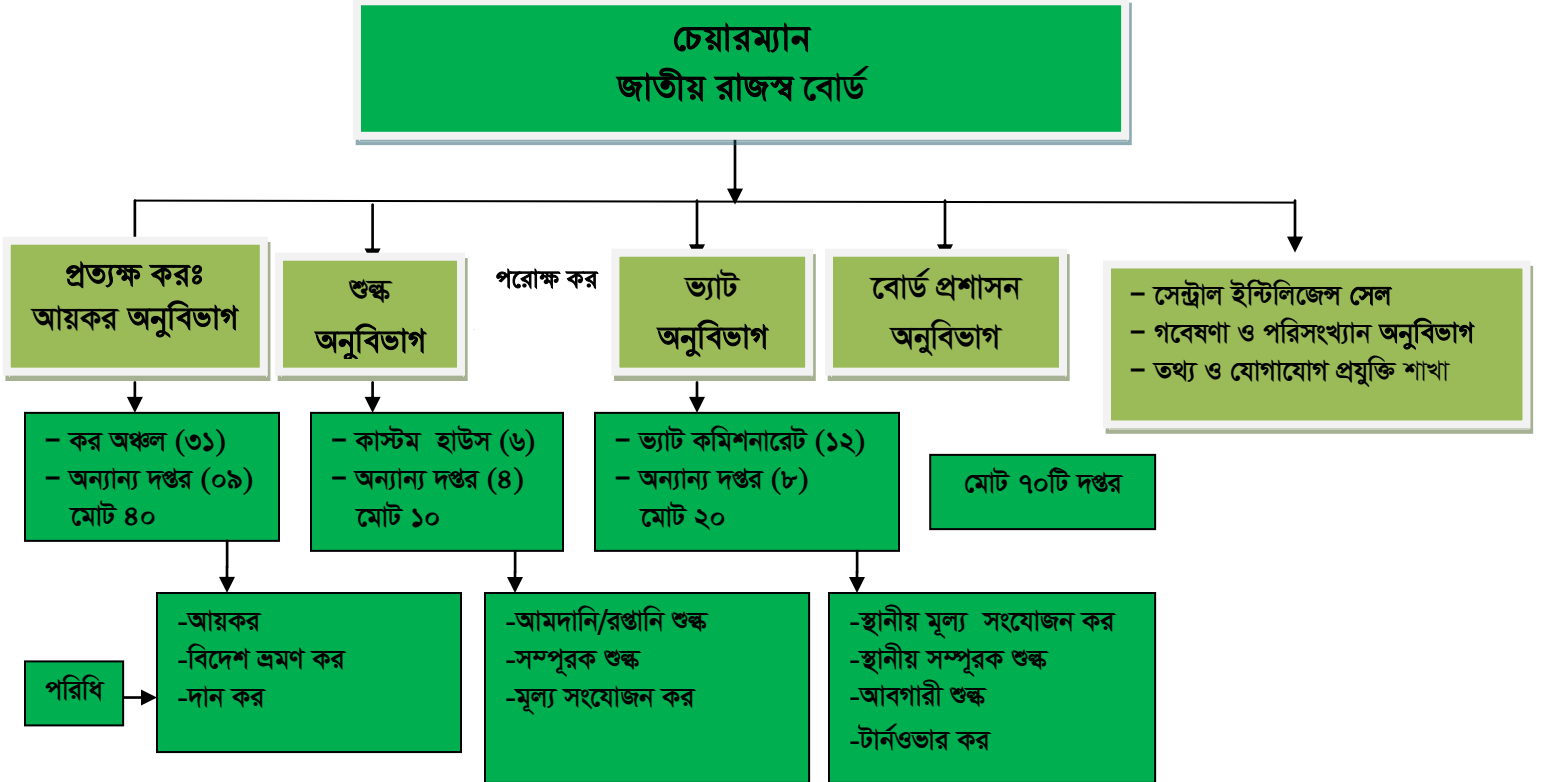 চেয়ারম্যান
জাতীয় রাজস্ব বোর্ড
প্রত্যক্ষ করঃ
আয়কর অনুবিভাগ
শুল্ক
অনুবিভাগ
পরোক্ষ কর
ভ্যাট
অনুবিভাগ
বোর্ড প্রশাসন
অনুবিভাগ
– সেন্ট্রাল ইন্টিলিজেন্স সেল
– গবেষণা ও পরিসংখ্যান অনুবিভাগ
– তথ্য ও যোগাযোগ প্রযুক্তি শাখা
– কর অঞ্চল (৩১)
– অন্যান্য দপ্তর (০৯)
মোট ৪০
– কাস্টম হাউস (৬)
– অন্যান্য দপ্তর (৪)
মোট ১০
– ভ্যাট কমিশনারেট (১২)
– অন্যান্য দপ্তর (৮)
মোট ২০
মোট ৭০টি দপ্তর
পরিধি
-আয়কর
-বিদেশ ভ্রমণ কর
-দান কর
-আমদানি/রপ্তানি শুল্ক
-সম্পূরক শুল্ক
-মূল্য সংযোজন কর
-স্থানীয় মূল্য সংযোজন কর
-স্থানীয় সম্পূরক শুল্ক
-আবগারী শুল্ক
-টার্নওভার কর